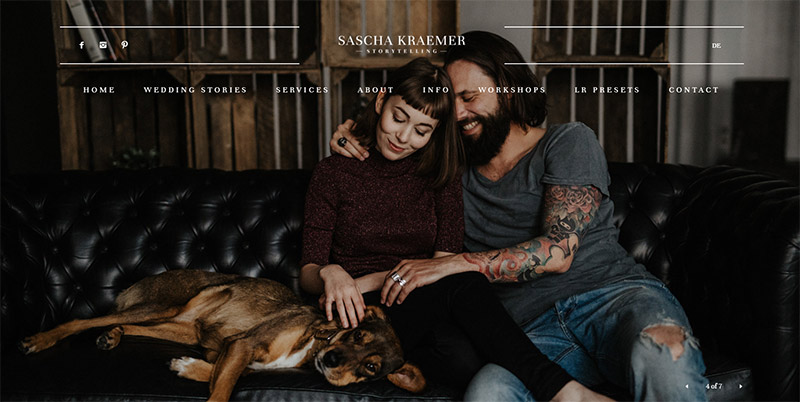 SASCHA KRAEMER
STORYTELLING
DE
HOME WEDDING STORIES SERVICES ABOUT INFO WORKSHOPS LR PRESETS CONTACT
4 of 7